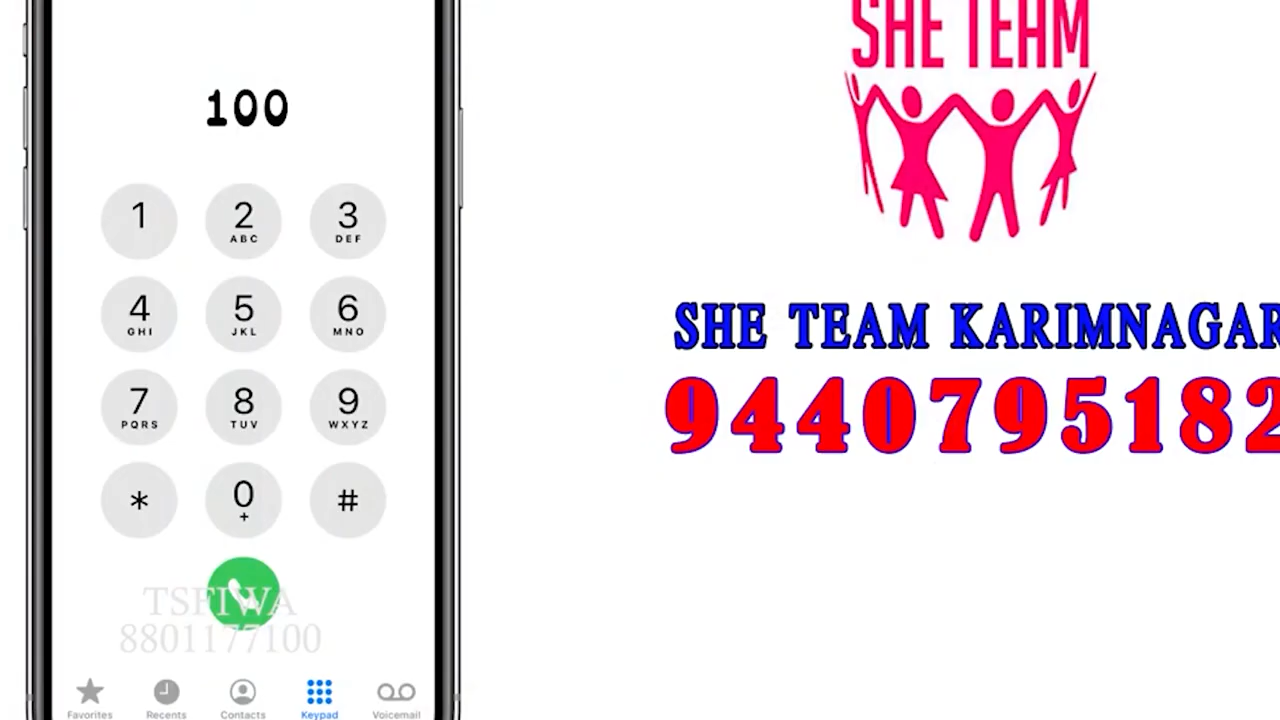 100
1
2
ABC
3
DEF
4
GHI
5
JKL
6
MNO
7
PQRS
8
TUV
9
WXYZ
*
0
+
#
TSFIWA
8801177100
Favorites
Recents
Contacts
Keypad
Voicemail
SHE TEAM
SHE TEAM KARIMNAGAR
9440795182